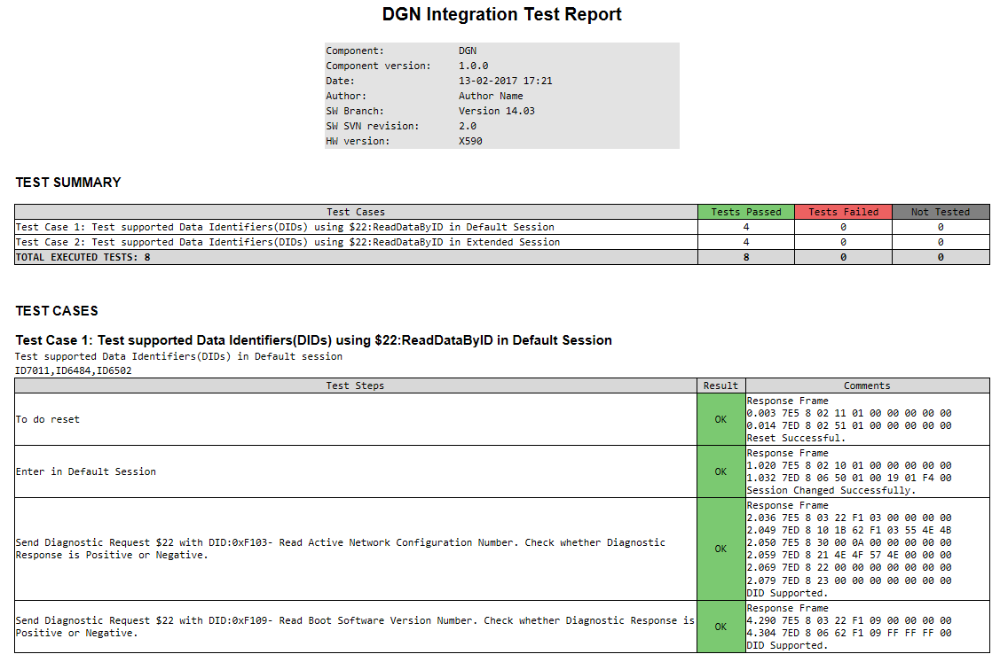 DGN Integration Test Report
Component: DGN
Component version: 1.0.0
Date: 13-02-2017 17:21
Author: Author Name
SW Branch: Version 14.03
SW SVN revision: 2.0
HW version: X590
TEST SUMMARY
Test Cases Tests Passed Tests Failed Not Tested
Test Case 1: Test supported Data Identifiers(DIDs) using $22:ReadDataByID in Default Session 4 0 0
Test Case 2: Test supported Data Identifiers(DIDs) using $22:ReadDataByID in Extended Session 4 0 0
TOTAL EXECUTED TESTS: 8 8 0 0
TEST CASES
Test Case 1: Test supported Data Identifiers(DIDs) using $22:ReadDataByID in Default Session
Test supported Data Identifiers(DIDs) in Default session
ID7011,ID6484,ID6502
Test Steps Result Comments
To do reset
OK
Response Frame
0.003 7E5 8 02 11 01 00 00 00 00 00
0.014 7ED 8 02 51 01 00 00 00 00 00
Reset Successful.
Enter in Default Session
OK
Response Frame
1.020 7E5 8 02 10 01 00 00 00 00 00
1.032 7ED 8 06 50 01 00 19 01 F4 00
Session Changed Successfully.
Send Diagnostic Request $22 with DID:0xF103- Read Active Network Configuration Number. Check whether Diagnostic
Response is Positive or Negative.
OK
Response Frame
2.036 7E5 8 03 22 F1 03 00 00 00 00
2.049 7ED 8 10 1B 62 F1 03 55 4E 4B
2.050 7E5 8 30 00 0A 00 00 00 00 00
2.059 7ED 8 21 4E 4F 57 4E 00 00 00
2.069 7ED 8 22 00 00 00 00 00 00 00
2.079 7ED 8 23 00 00 00 00 00 00 00
DID Supported.
Send Diagnostic Request $22 with DID:0xF109- Read Boot Software Version Number. Check whether Diagnostic Response is
Positive or Negative.
OK
Response Frame
4.290 7E5 8 03 22 F1 09 00 00 00 00
4.304 7ED 8 06 62 F1 09 FF FF FF 00
DID Supported.